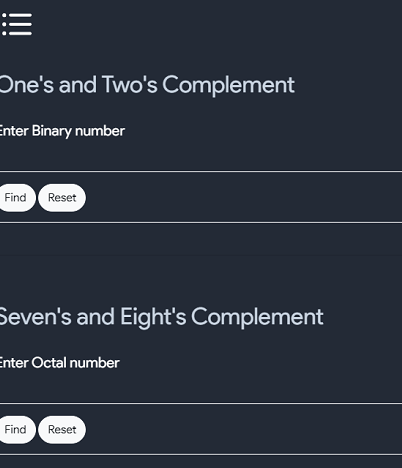 One's and Two's Complement
Enter Binary number
Find Reset
Seven's and Eight's Complement
Enter Octal number
Find Reset